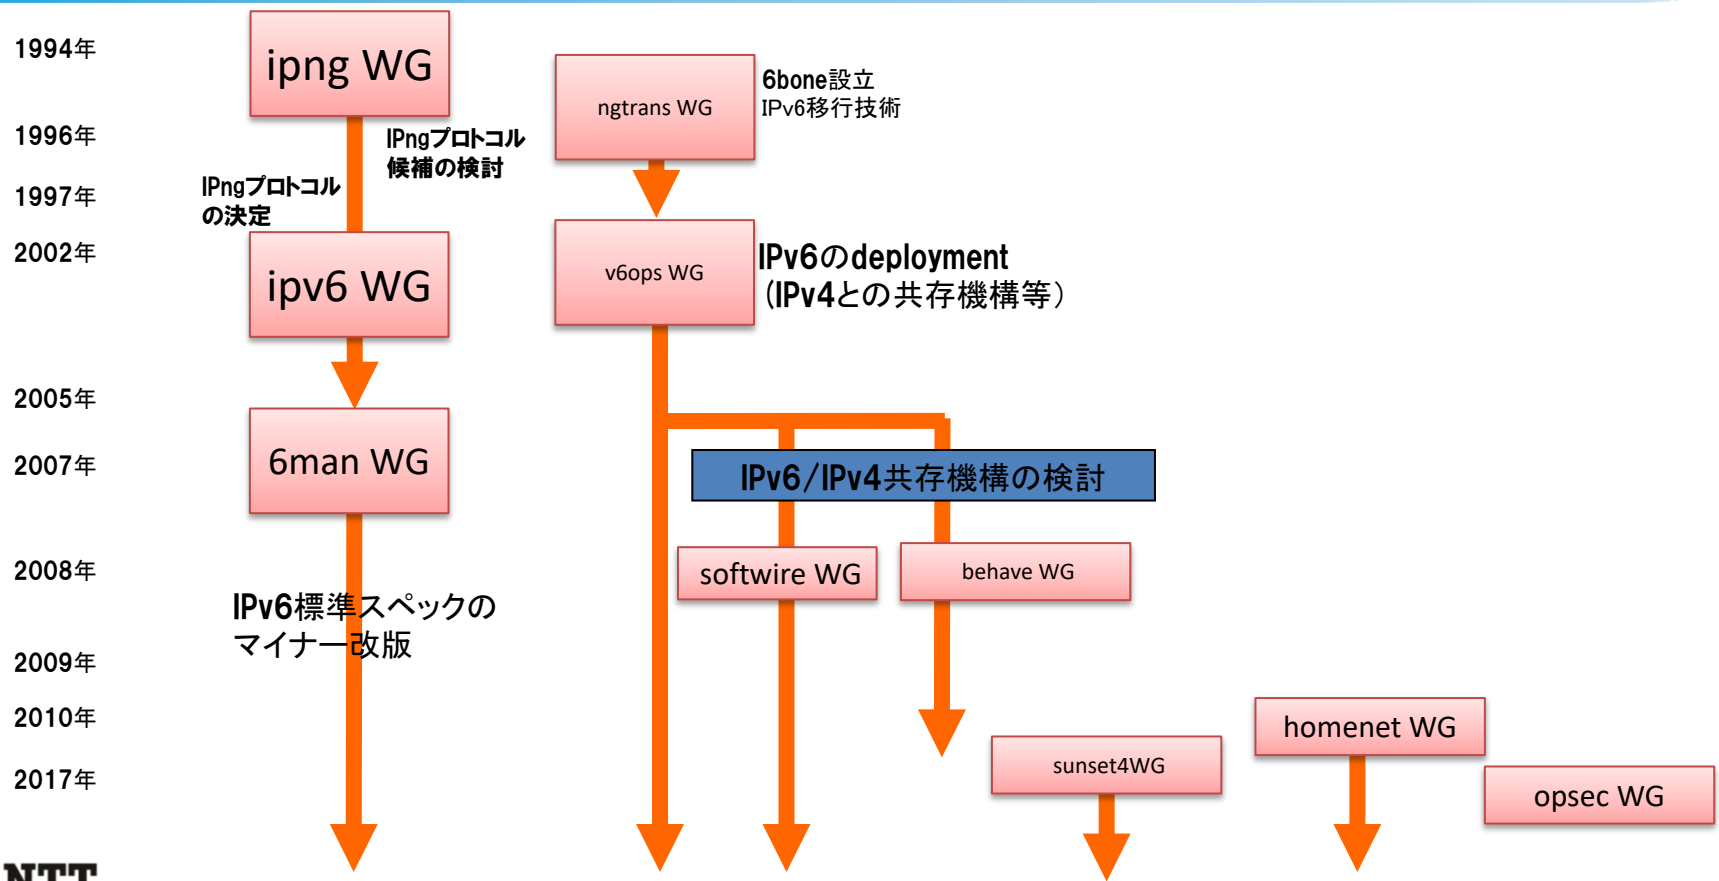 1994年
ipng WG
ngtrans WG
6bone設立
IPv6移行技術
1996年
IPngプロトコル
候補の検討
1997年
IPngプロトコル
の決定
2002年
ipv6 WG
v6ops WG
IPv6のdeployment
(IPv4との共存機構等)
2005年
2007年
6man WG
IPv6/IPv4共存機構の検討
2008年
softwire WG
behave WG
IPv6標準スペックの
マイナー改版
2009年
2010年
homenet WG
sunset4WG
2017年
opsec WG
NTT